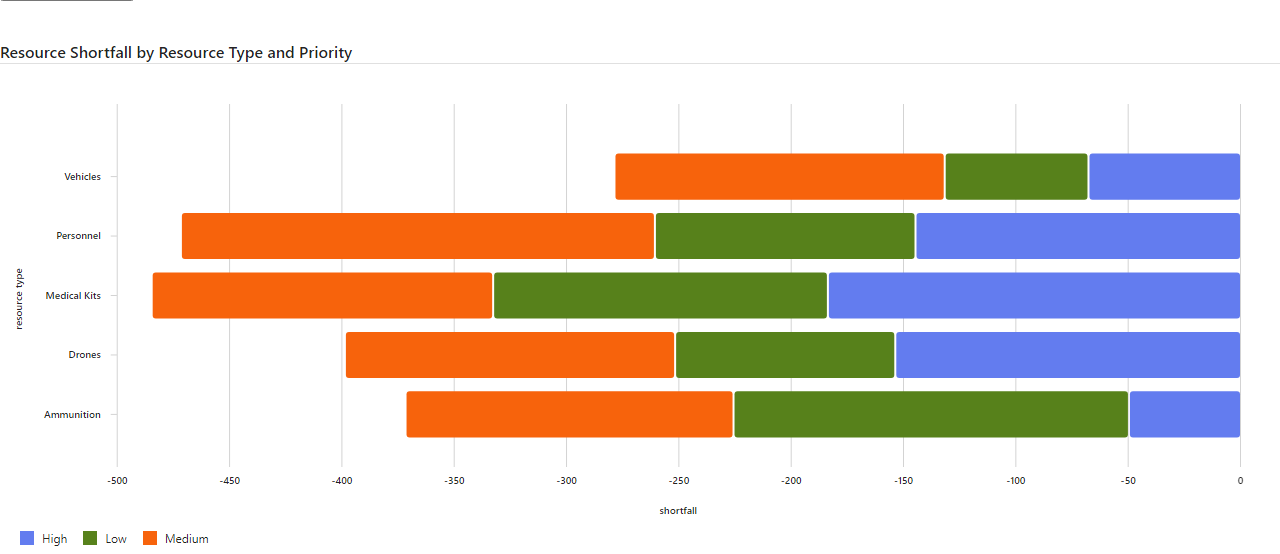 Resource Shortfall by Resource Type and Priority
Vehicles
Personnel
Medical Kits
Drones
Ammunition
resource type
-500 -450 -400 -350 -300 -250 -200 -150 -100 -50 0
shortfall
High Low Medium